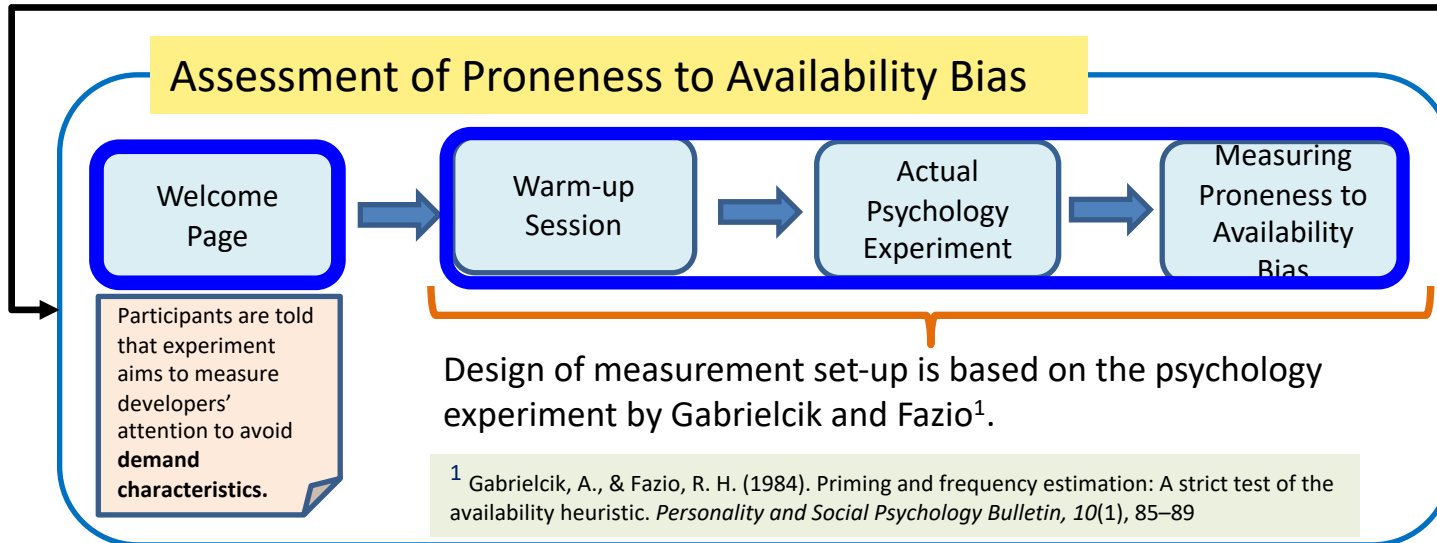 Assessment of Proneness to Availability Bias
Welcome
Page
Warm-up
Session
Actual
Psychology
Experiment
Measuring
Proneness to
Availability
Bias
Participants are told
that experiment
aims to measure
developers’
attention to avoid
demand
characteristics.
Design of measurement set-up is based on the psychology
experiment by Gabrielcik and Fazio1.
1 Gabrielcik, A., & Fazio, R. H. (1984). Priming and frequency estimation: A strict test of the
availability heuristic. Personality and Social Psychology Bulletin, 10(1), 85–89